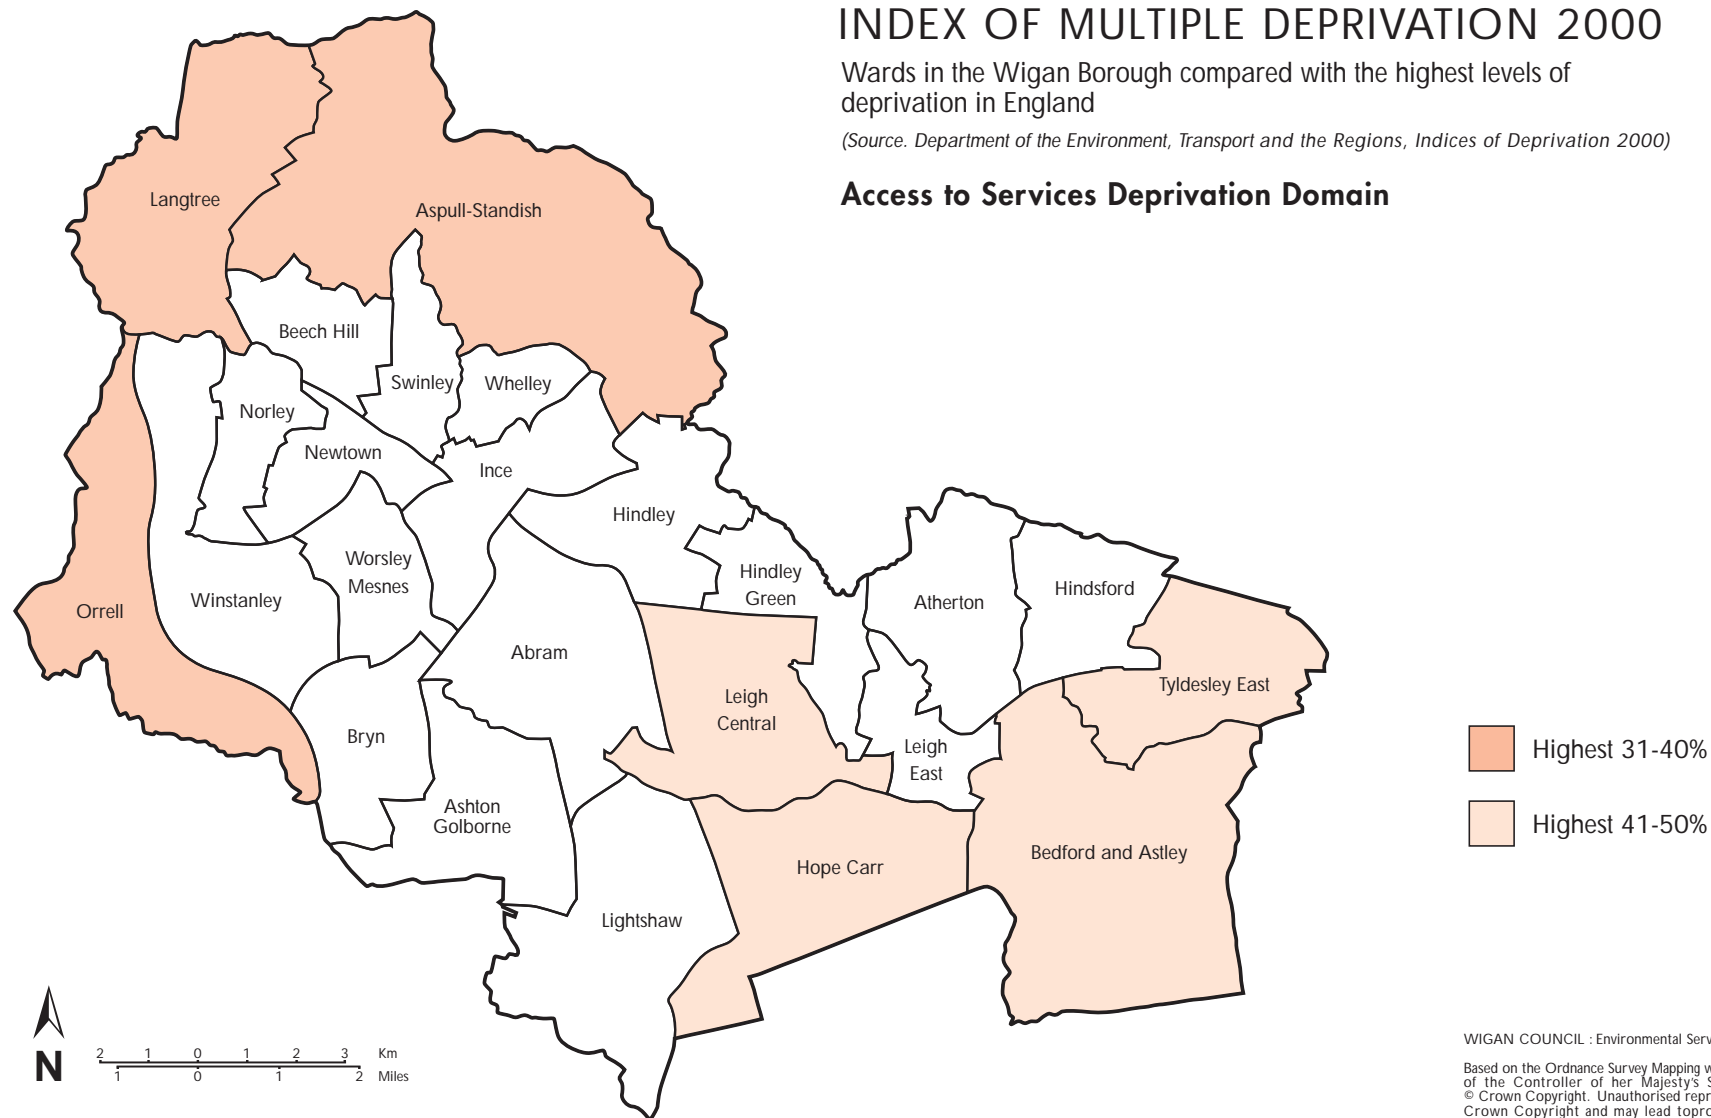 INDEX OF MULTIPLE DEPRIVATION 2000
Wards in the Wigan Borough compared with the highest levels of
deprivation in England
(Source. Department of the Environment, Transport and the Regions, Indices of Deprivation 2000)
Access to Services Deprivation Domain
Langtree
Aspull-Standish
Beech Hill
Swinley
Whelley
Norley
Newtown
Ince
Hindley
Worsley
Mesnes
Hindley
Green
Atherton
Hindsford
Orrell
Winstanley
Abram
Leigh
Central
Tyldesley East
Bryn
Leigh
East
Ashton
Golborne
Hope Carr
Bedford and Astley
Lightshaw
Highest 31-40%
Highest 41-50%
N
2 1 0 1 2 3 Km
1 0 1 2 Miles
WIGAN COUNCIL : Environmental
Based on the Ordnance Survey Mapping
of the Controller of her Majesty's
© Crown Copyright. Unauthorised
Crown Copyright and may lead